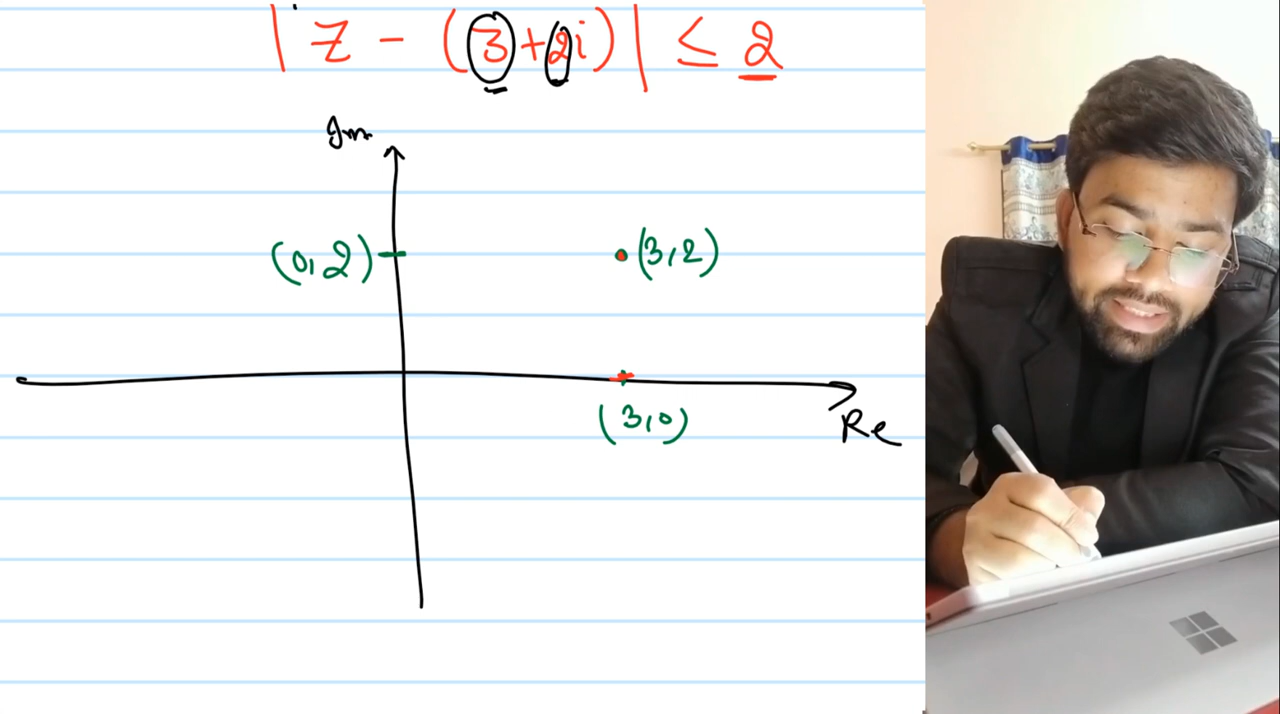 | Z - (3+2i) | ≤ 2
Im
(0,2)
(3,2)
(3,0)
Re